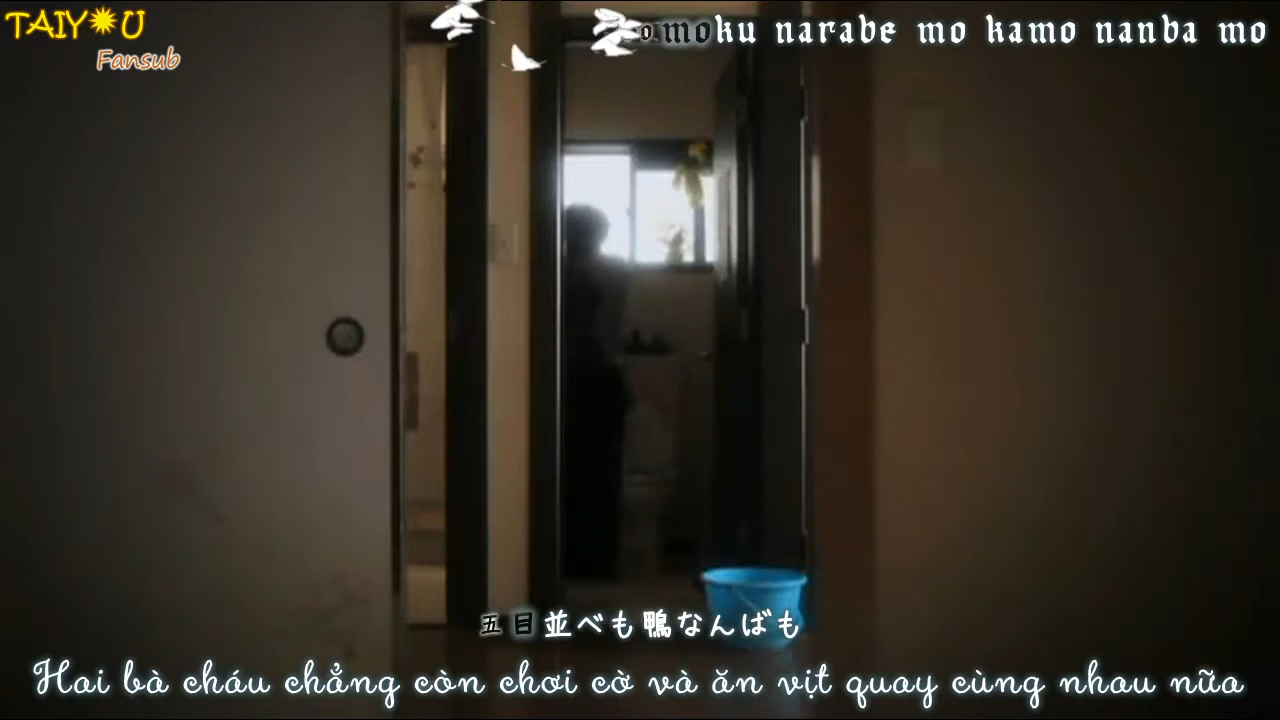 TAIYOU
Fansub
gomoku narabe mo kamo nanba mo
五目並べも鴨なんばも
Hai bà cháu chẳng còn chơi cờ và ăn vịt quay cùng nhau nữa